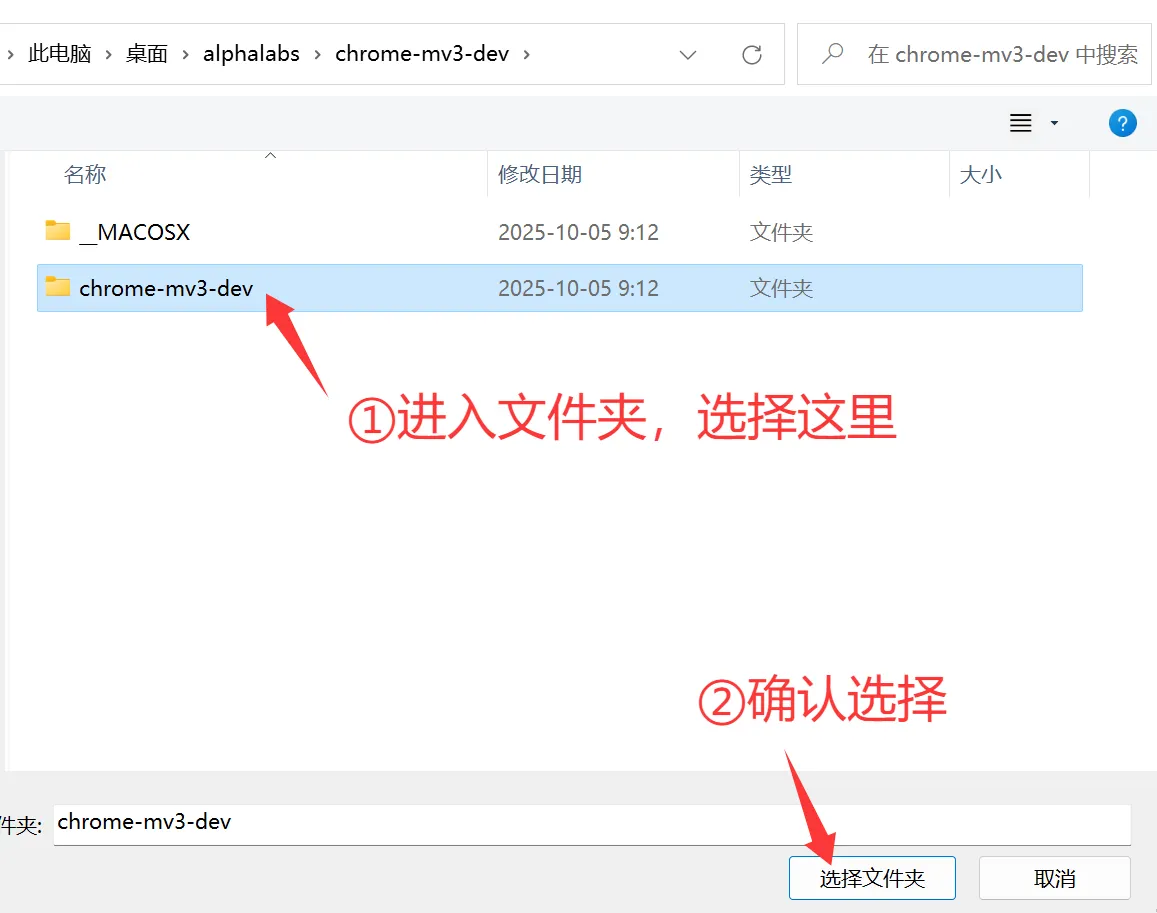 此电脑 › 桌面 › alphalabs › chrome-mv3-dev ›
在 chrome-mv3-dev 中搜索
?
名称 修改日期 类型 大小
__MACOSX 2025-10-05 9:12 文件夹
chrome-mv3-dev 2025-10-05 9:12 文件夹
①进入文件夹，选择这里
②确认选择
件夹: chrome-mv3-dev
选择文件夹 取消